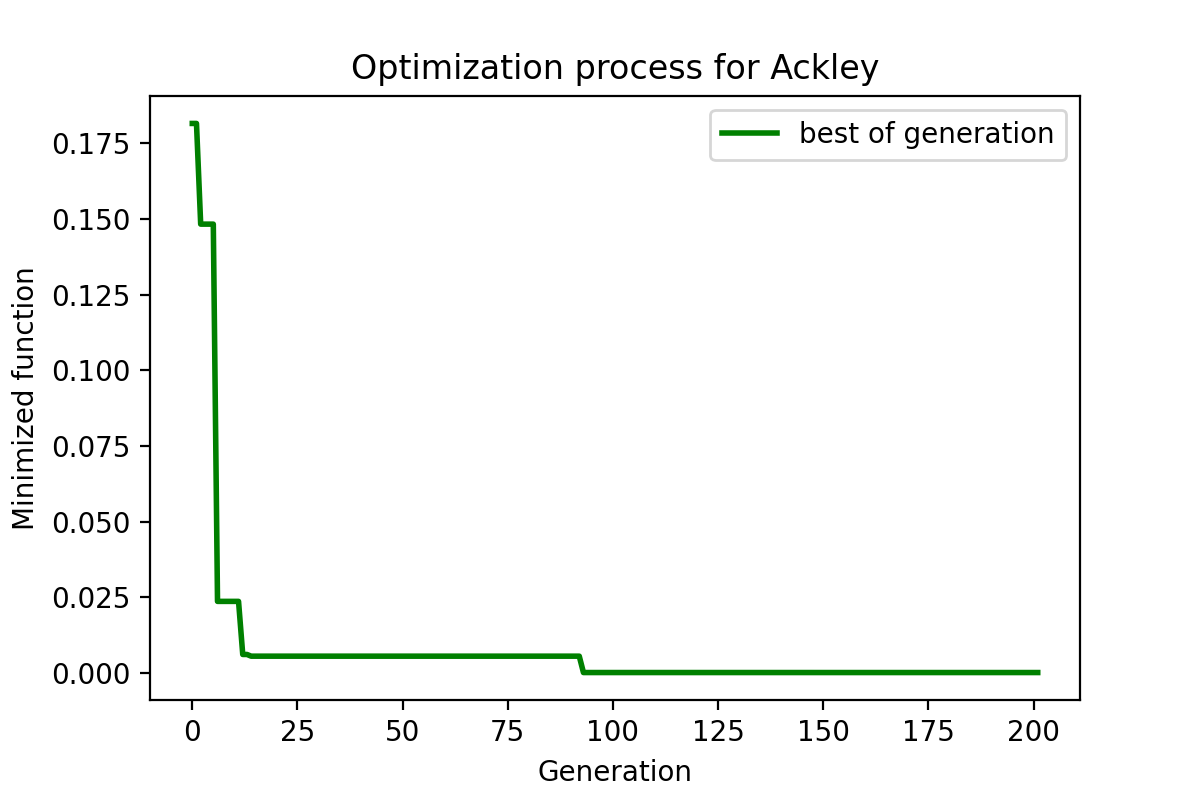 Optimization process for Ackley
best of generation
Minimized function
0.175
0.150
0.125
0.100
0.075
0.050
0.025
0.000
0 25 50 75 100 125 150 175 200
Generation